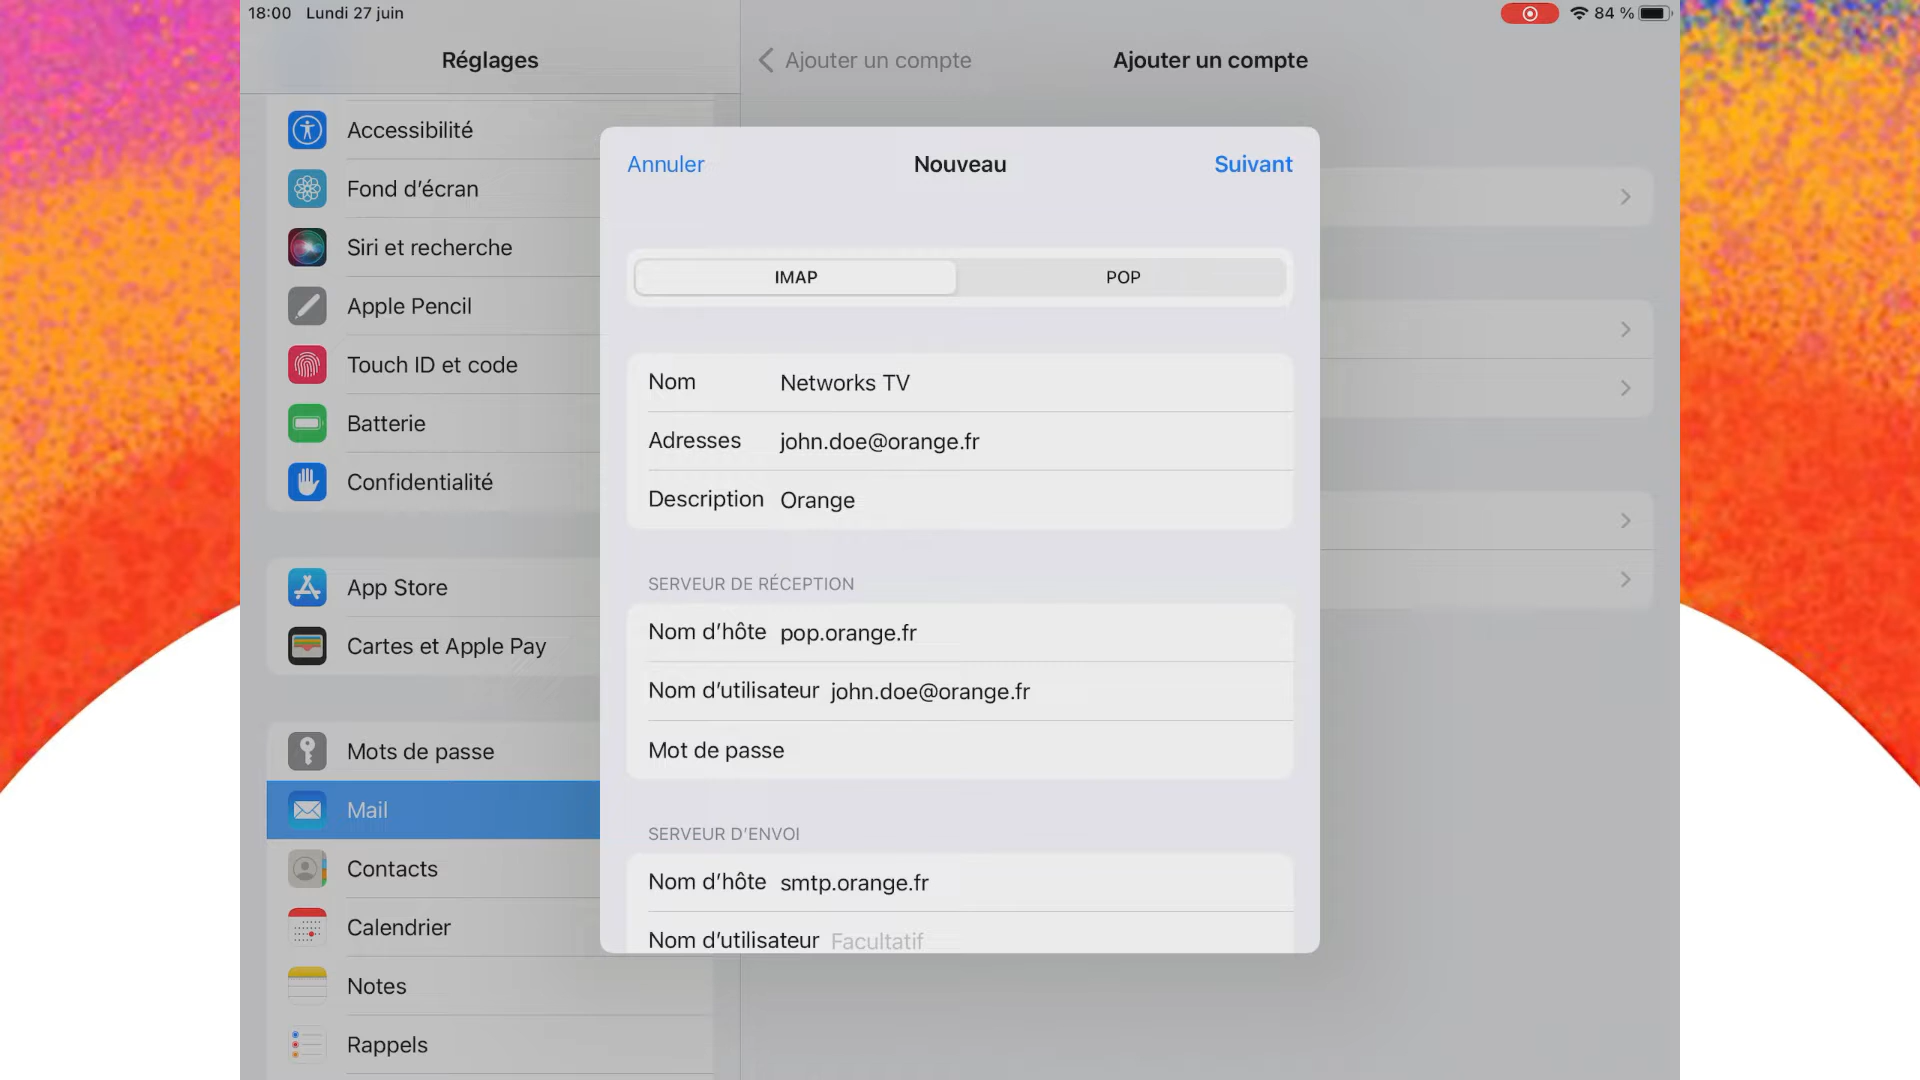 18:00 Lundi 27 juin
84 %
Réglages
Ajouter un compte
Ajouter un compte
Accessibilité
Fond d’écran
Siri et recherche
Apple Pencil
Touch ID et code
Batterie
Confidentialité
App Store
Cartes et Apple Pay
Mots de passe
Mail
Contacts
Calendrier
Notes
Rappels
Annuler
Nouveau
Suivant
IMAP
POP
Nom Networks TV
Adresses john.doe@orange.fr
Description Orange
SERVEUR DE RÉCEPTION
Nom d’hôte pop.orange.fr
Nom d’utilisateur john.doe@orange.fr
Mot de passe
SERVEUR D’ENVOI
Nom d’hôte smtp.orange.fr
Nom d’utilisateur Facultatif